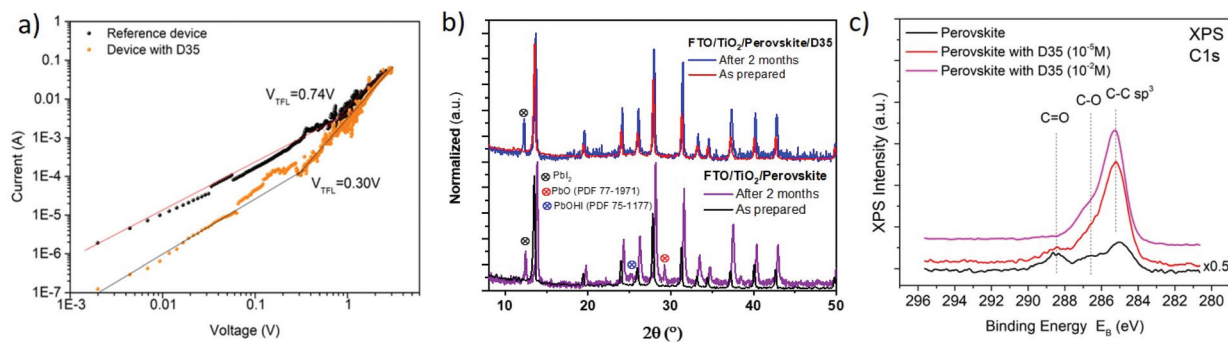 a)
Reference device
Device with D35
V_TFL=0.74V
V_TFL=0.30V
Current (A)
1
0.1
0.01
1E-3
1E-4
1E-5
1E-6
1E-7
1E-3 0.01 0.1 1
Voltage (V)
b)
FTO/TiO₂/Perovskite/D35
After 2 months
As prepared
FTO/TiO₂/Perovskite
PbI₂
PbO (PDF 77-1971)
PbOHI (PDF 75-1177)
After 2 months
As prepared
Normalized (a.u.)
10 20 30 40 50
2θ (°)
c)
Perovskite
Perovskite with D35 (10⁻⁵M)
Perovskite with D35 (10⁻²M)
XPS
C1s
C=O
C-O
C-C sp³
x0.5
XPS Intensity (a.u.)
296 294 292 290 288 286 284 282 280
Binding Energy E_B (eV)